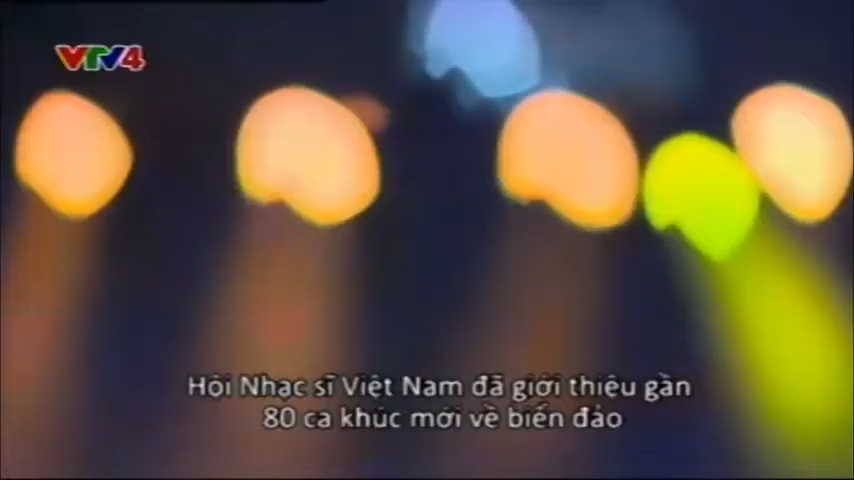 VTV4
Hội Nhạc sĩ Việt Nam đã giới thiệu gần
80 ca khúc mới về biển đảo